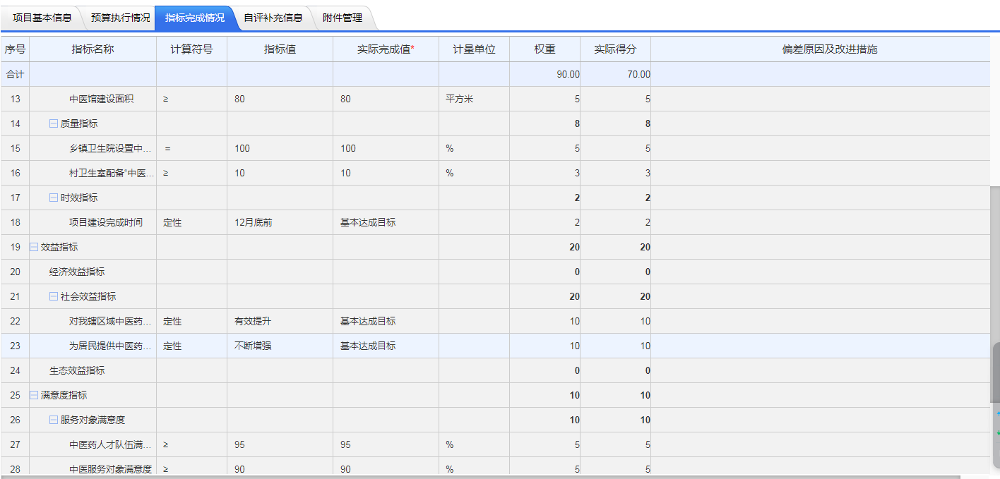 项目基本信息 预算执行情况 指标完成情况 自评补充信息 附件管理
序号 指标名称 计算符号 指标值 实际完成值* 计量单位 权重 实际得分 偏差原因及改进措施
合计 90.00 70.00
13 中医馆建设面积 ≥ 80 80 平方米 5 5
14 质量指标 8 8
15 乡镇卫生院设置中... = 100 100 % 5 5
16 村卫生室配备“中医... ≥ 10 10 % 3 3
17 时效指标 2 2
18 项目建设完成时间 定性 12月底前 基本达成目标 2 2
19 效益指标 20 20
20 经济效益指标 0 0
21 社会效益指标 20 20
22 对我辖区域中医药... 定性 有效提升 基本达成目标 10 10
23 为居民提供中医药... 定性 不断增强 基本达成目标 10 10
24 生态效益指标 0 0
25 满意度指标 10 10
26 服务对象满意度 10 10
27 中医药人才队伍满... ≥ 95 95 % 5 5
28 中医服务对象满意度 ≥ 90 90 % 5 5